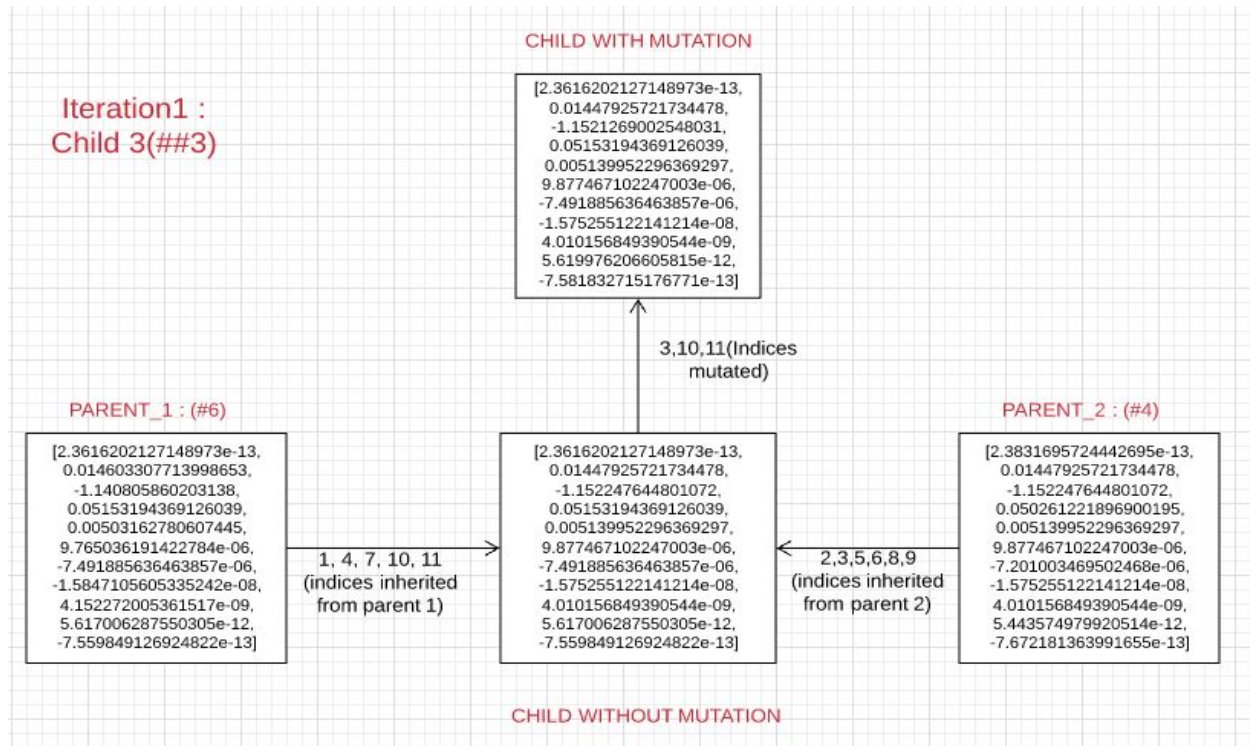 CHILD WITH MUTATION
Iteration1 :
Child 3(##3)
[2.3616202127148973e-13,
0.01447925721734478,
-1.1521269002548031,
0.05153194369126039,
0.005139952296369297,
9.877467102247003e-06,
-7.491885636463857e-06,
-1.575255122141214e-08,
4.010156849390544e-09,
5.619976206605815e-12,
-7.581832715176771e-13]
3,10,11(Indices
mutated)
PARENT_1 : (#6)
[2.3616202127148973e-13,
0.014603307713998653,
-1.140805860203138,
0.05153194369126039,
0.00503162780607445,
9.765036191422784e-06,
-7.491885636463857e-06,
-1.5847105605335242e-08,
4.152272005361517e-09,
5.617006287550305e-12,
-7.559849126924822e-13]
1, 4, 7, 10, 11
(indices inherited
from parent 1)
[2.3616202127148973e-13,
0.01447925721734478,
-1.152247644801072,
0.05153194369126039,
0.005139952296369297,
9.877467102247003e-06,
-7.491885636463857e-06,
-1.575255122141214e-08,
4.010156849390544e-09,
5.617006287550305e-12,
-7.559849126924822e-13]
2,3,5,6,8,9
(indices inherited
from parent 2)
PARENT_2 : (#4)
[2.3831695724442695e-13,
0.01447925721734478,
-1.152247644801072,
0.050261221896900195,
0.005139952296369297,
9.877467102247003e-06,
-7.201003469502468e-06,
-1.575255122141214e-08,
4.010156849390544e-09,
5.443574979920514e-12,
-7.672181363991655e-13]
CHILD WITHOUT MUTATION